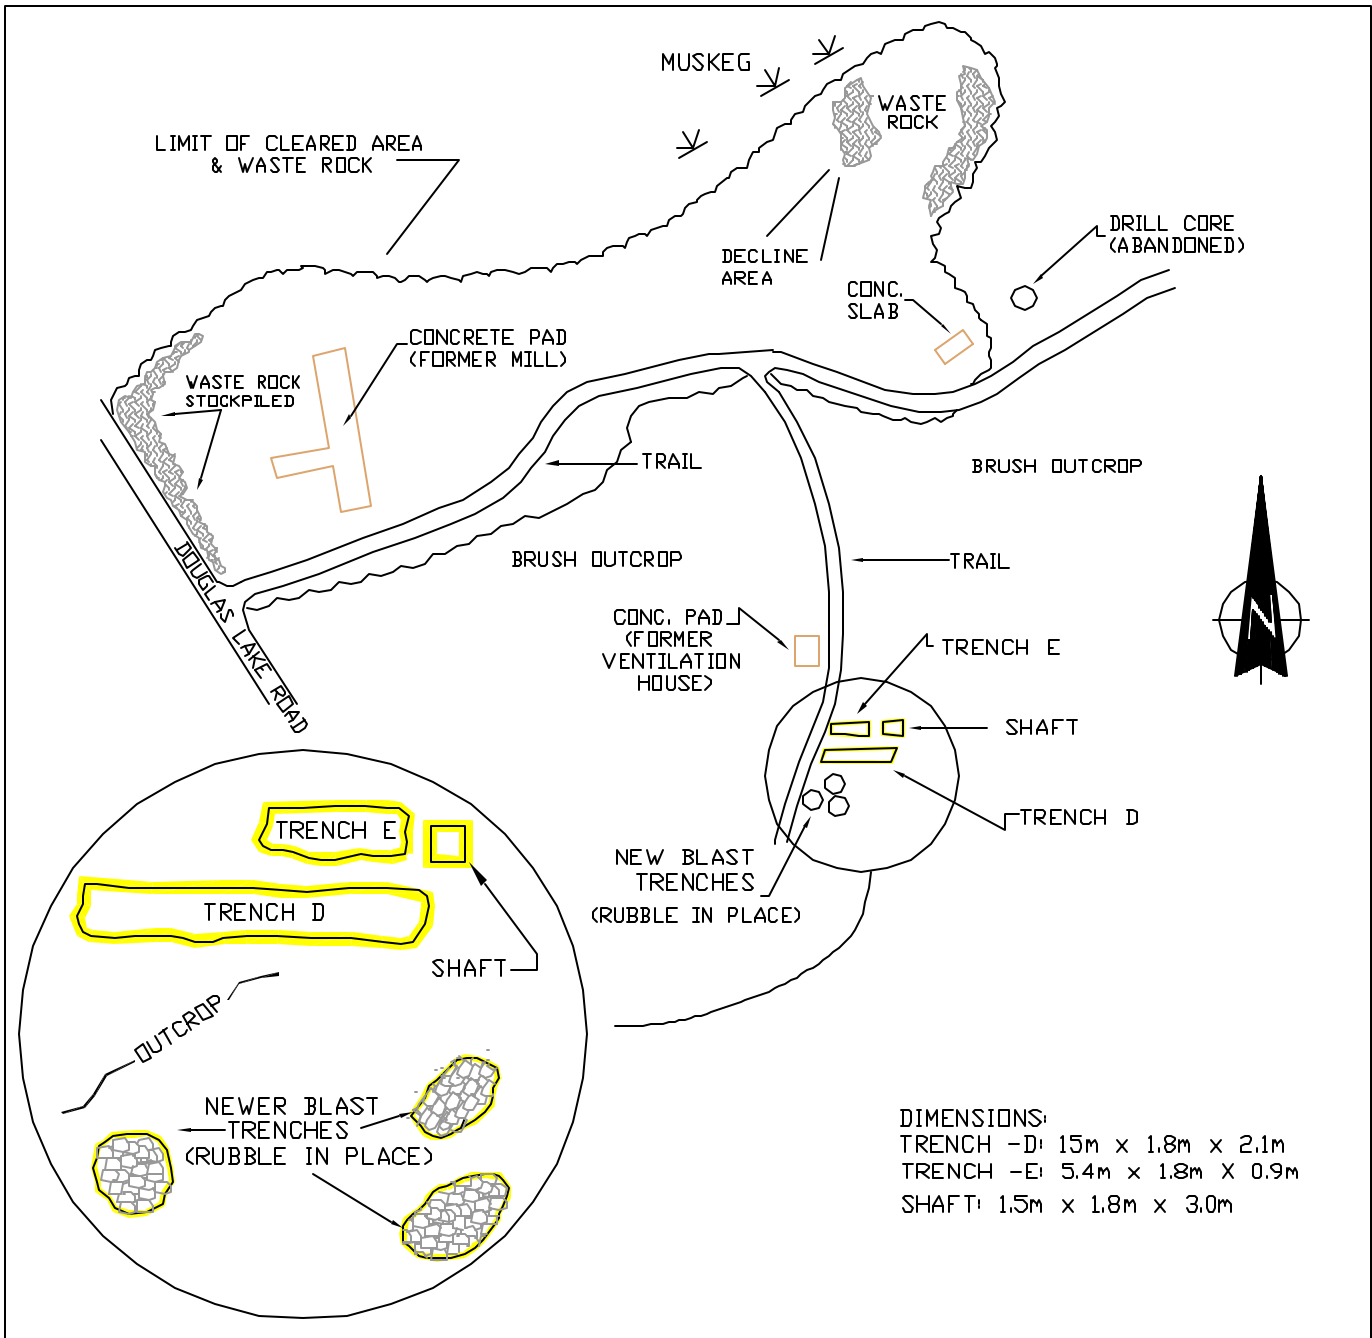 MUSKEG
WASTE
ROCK
LIMIT OF CLEARED AREA
& WASTE ROCK
DRILL CORE
(ABANDONED)
DECLINE
AREA
CONC.
SLAB
CONCRETE PAD
(FORMER MILL)
WASTE ROCK
STOCKPILED
TRAIL
BRUSH OUTCROP
BRUSH OUTCROP
TRAIL
DOUGLAS LAKE ROAD
CONC. PAD
(FORMER
VENTILATION
HOUSE)
TRENCH E
N
SHAFT
TRENCH D
NEW BLAST
TRENCHES
(RUBBLE IN PLACE)
TRENCH E
TRENCH D
SHAFT
OUTCROP
NEWER BLAST
TRENCHES
(RUBBLE IN PLACE)
DIMENSIONS:
TRENCH -D: 15m x 1.8m x 2.1m
TRENCH -E: 5.4m x 1.8m X 0.9m
SHAFT: 1.5m x 1.8m x 3.0m